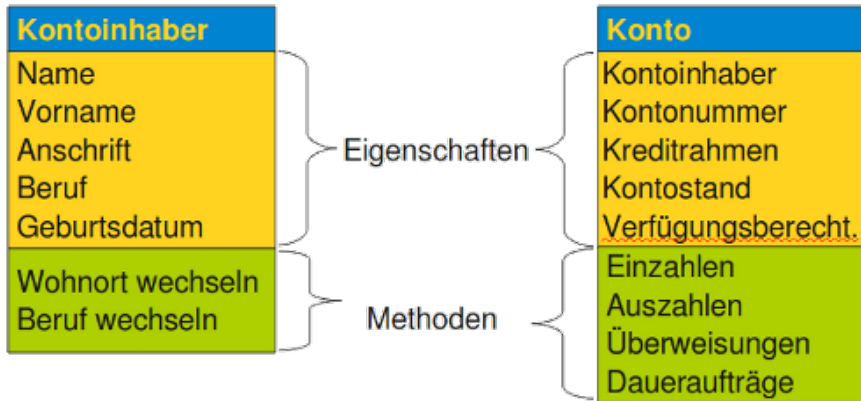 Kontoinhaber
Name
Vorname
Anschrift
Beruf
Geburtsdatum
Wohnort wechseln
Beruf wechseln
Eigenschaften
Methoden
Konto
Kontoinhaber
Kontonummer
Kreditrahmen
Kontostand
Verfügungsberecht.
Einzahlen
Auszahlen
Überweisungen
Daueraufträge